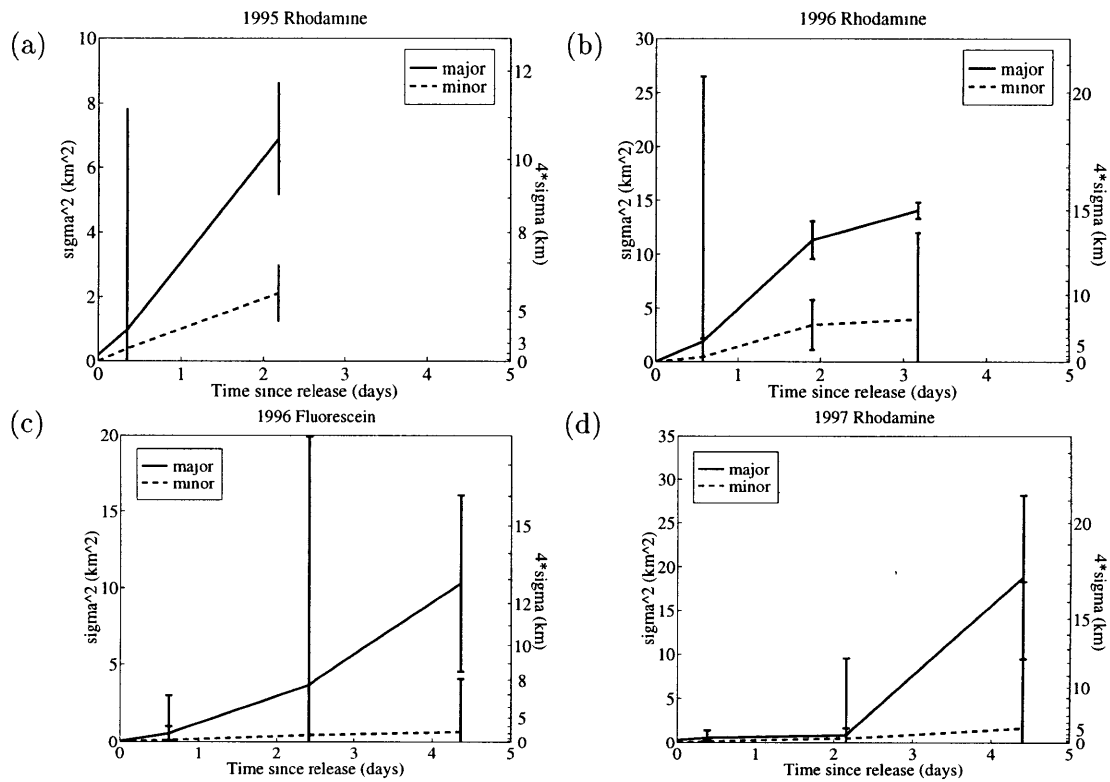 (a)
1995 Rhodamine
major
minor
sigma^2 (km^2)
10
8
6
4
2
0
12
10
8
5
3
0
4*sigma (km)
0 1 2 3 4 5
Time since release (days)
(b)
1996 Rhodamine
major
minor
sigma^2 (km^2)
30
25
20
15
10
5
0
20
15
10
5
0
4*sigma (km)
0 1 2 3 4 5
Time since release (days)
(c)
1996 Fluorescein
major
minor
sigma^2 (km^2)
20
15
10
5
0
15
12
10
8
5
0
4*sigma (km)
0 1 2 3 4 5
Time since release (days)
(d)
1997 Rhodamine
major
minor
sigma^2 (km^2)
35
30
25
20
15
10
5
0
20
15
10
5
0
4*sigma (km)
0 1 2 3 4 5
Time since release (days)